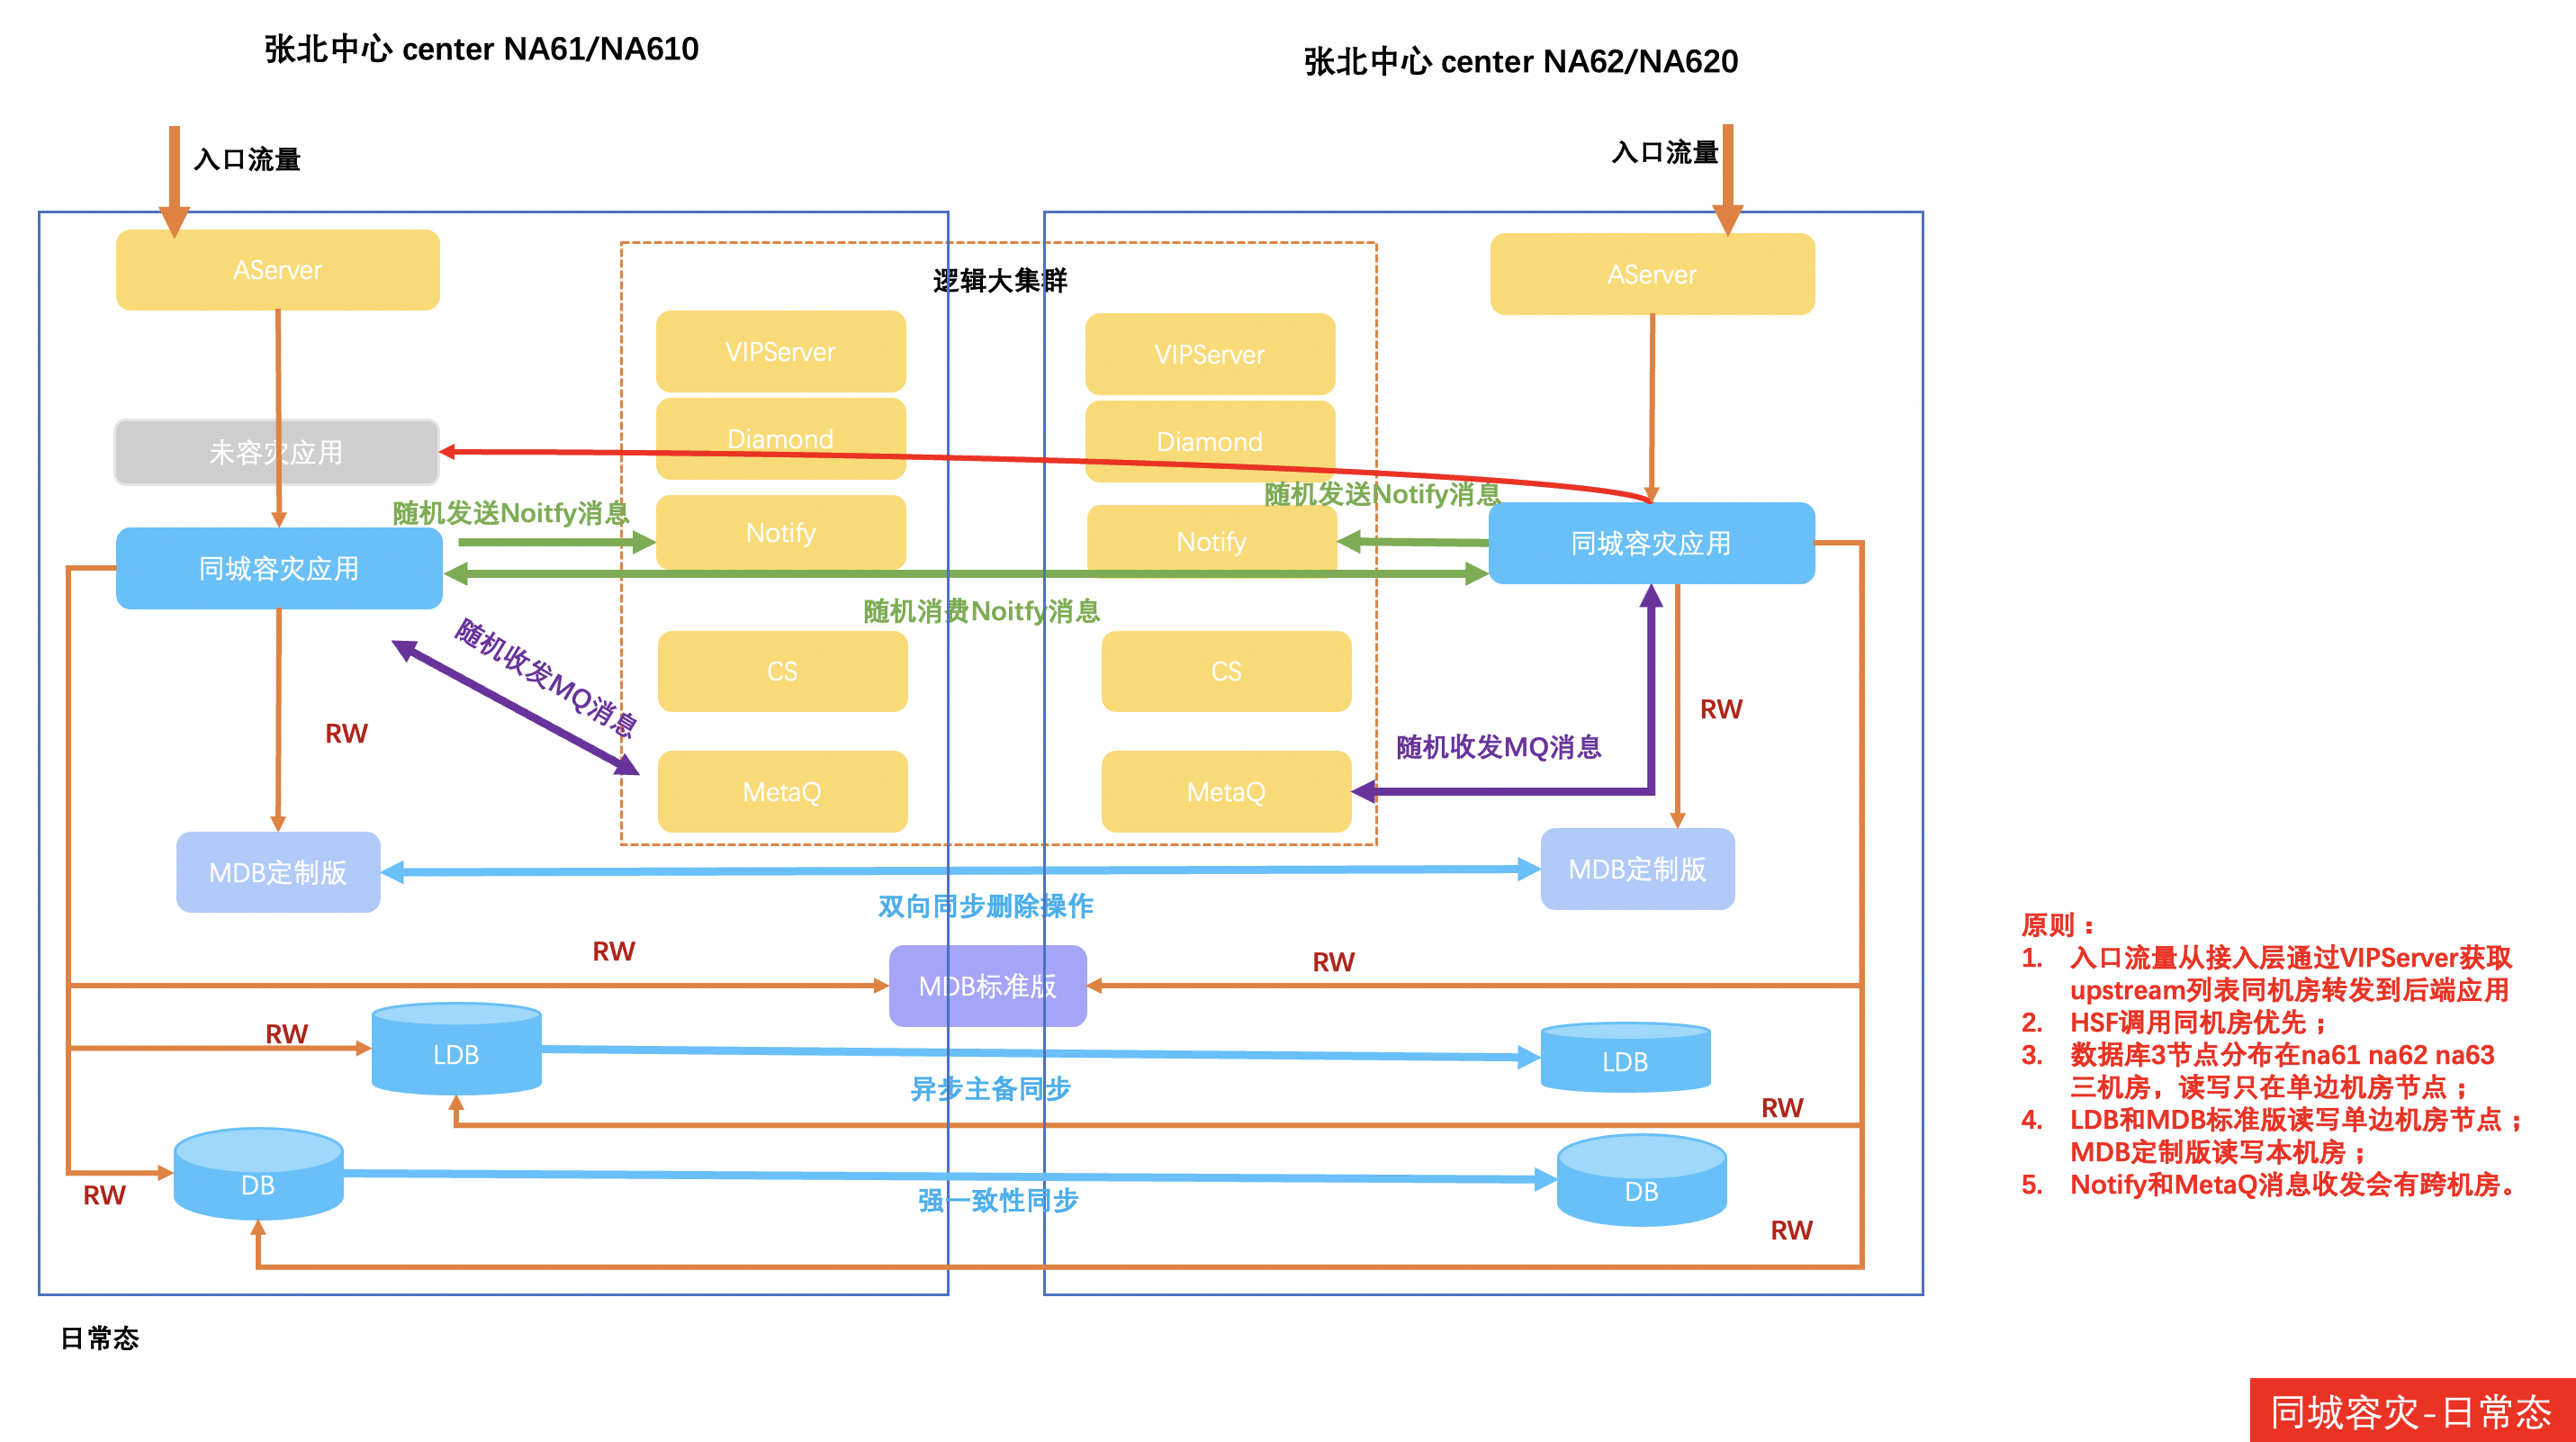 张北中心 center NA61/NA610
张北中心 center NA62/NA620
入口流量
入口流量
AServer
AServer
逻辑大集群
VIPServer
VIPServer
Diamond
Diamond
未容灾应用
随机发送Noitfy消息
随机发送Notify消息
Notify
Notify
同城容灾应用
同城容灾应用
随机消费Noitfy消息
随机收发MQ消息
CS
CS
RW
RW
随机收发MQ消息
MetaQ
MetaQ
MDB定制版
MDB定制版
双向同步删除操作
RW
RW
MDB标准版
RW
LDB
LDB
异步主备同步
RW
DB
DB
RW
强一致性同步
RW
原则：
1. 入口流量从接入层通过VIPServer获取
upstream列表同机房转发到后端应用
2. HSF调用同机房优先；
3. 数据库3节点分布在na61 na62 na63
三机房，读写只在单边机房节点；
4. LDB和MDB标准版读写单边机房节点；
MDB定制版读写本机房；
5. Notify和MetaQ消息收发会有跨机房。
日常态
同城容灾-日常态